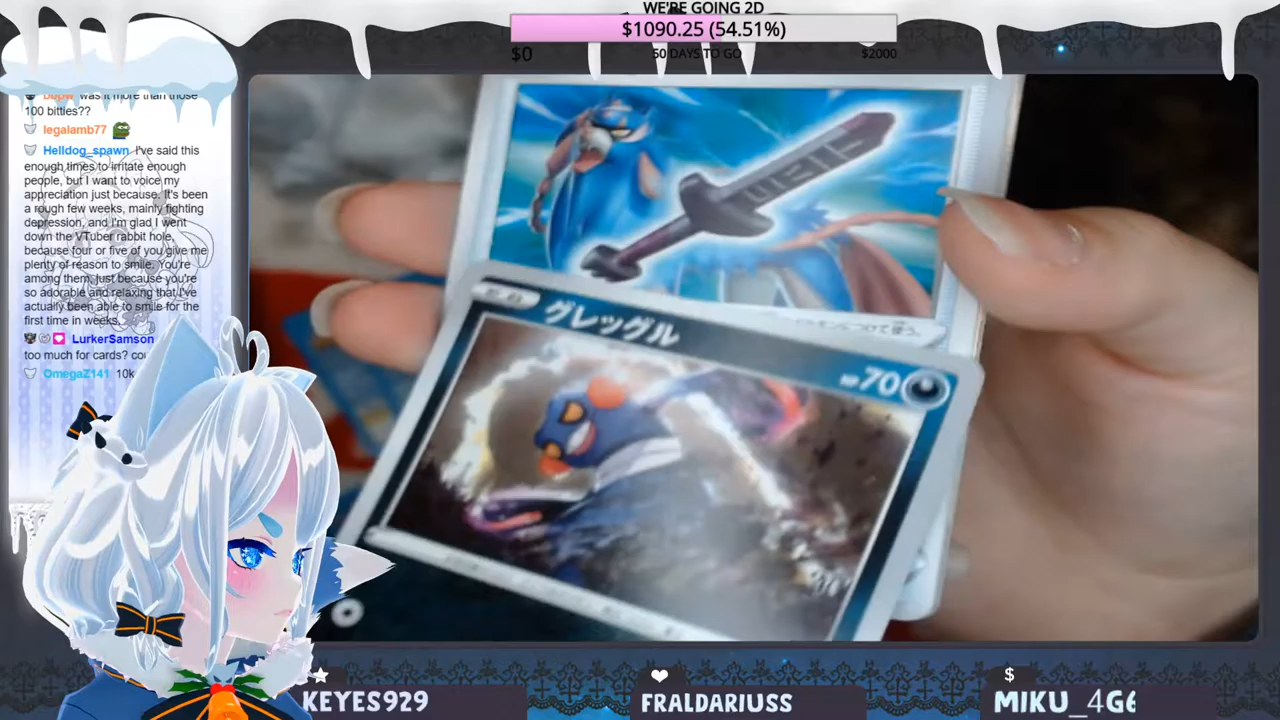 WE'RE GOING 2D
$1090.25 (54.51%)
$0
50 DAYS TO GO
$2000
bbpw was it more than those
100 bitties??
legalamb77
Helldog_spawn I've said this
enough times to irritate enough
people, but I want to voice my
appreciation just because. It's been
a rough few weeks, mainly fighting
depression, and I'm glad I went
down the VTuber rabbit hole,
because four or five of you give me
plenty of reason to smile. You're
among them, just because you're
so adorable and relaxing that I've
actually been able to smile for the
first time in weeks.
LurkerSamson
too much for cards?
OmegaZ141 10k
グレッグル
HP 70
KEYES929
FRALDARIUSS
MIKU_4G6